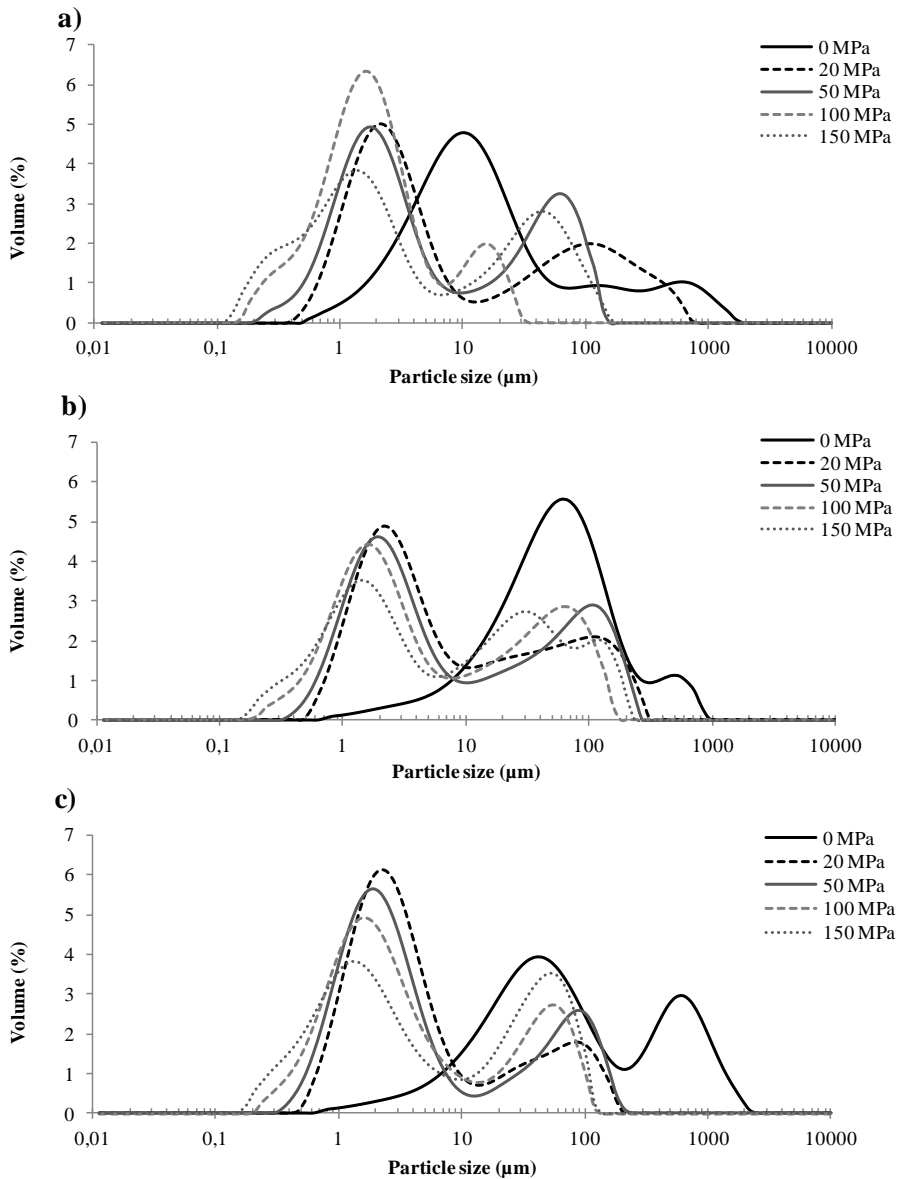 a)
7
6
5
4
3
2
1
0
Volume (%)
0,01 0,1 1 10 100 1000 10000
Particle size (µm)
0 MPa
20 MPa
50 MPa
100 MPa
150 MPa
b)
7
6
5
4
3
2
1
0
Volume (%)
0,01 0,1 1 10 100 1000 10000
Particle size (µm)
0 MPa
20 MPa
50 MPa
100 MPa
150 MPa
c)
7
6
5
4
3
2
1
0
Volume (%)
0,01 0,1 1 10 100 1000 10000
Particle size (µm)
0 MPa
20 MPa
50 MPa
100 MPa
150 MPa